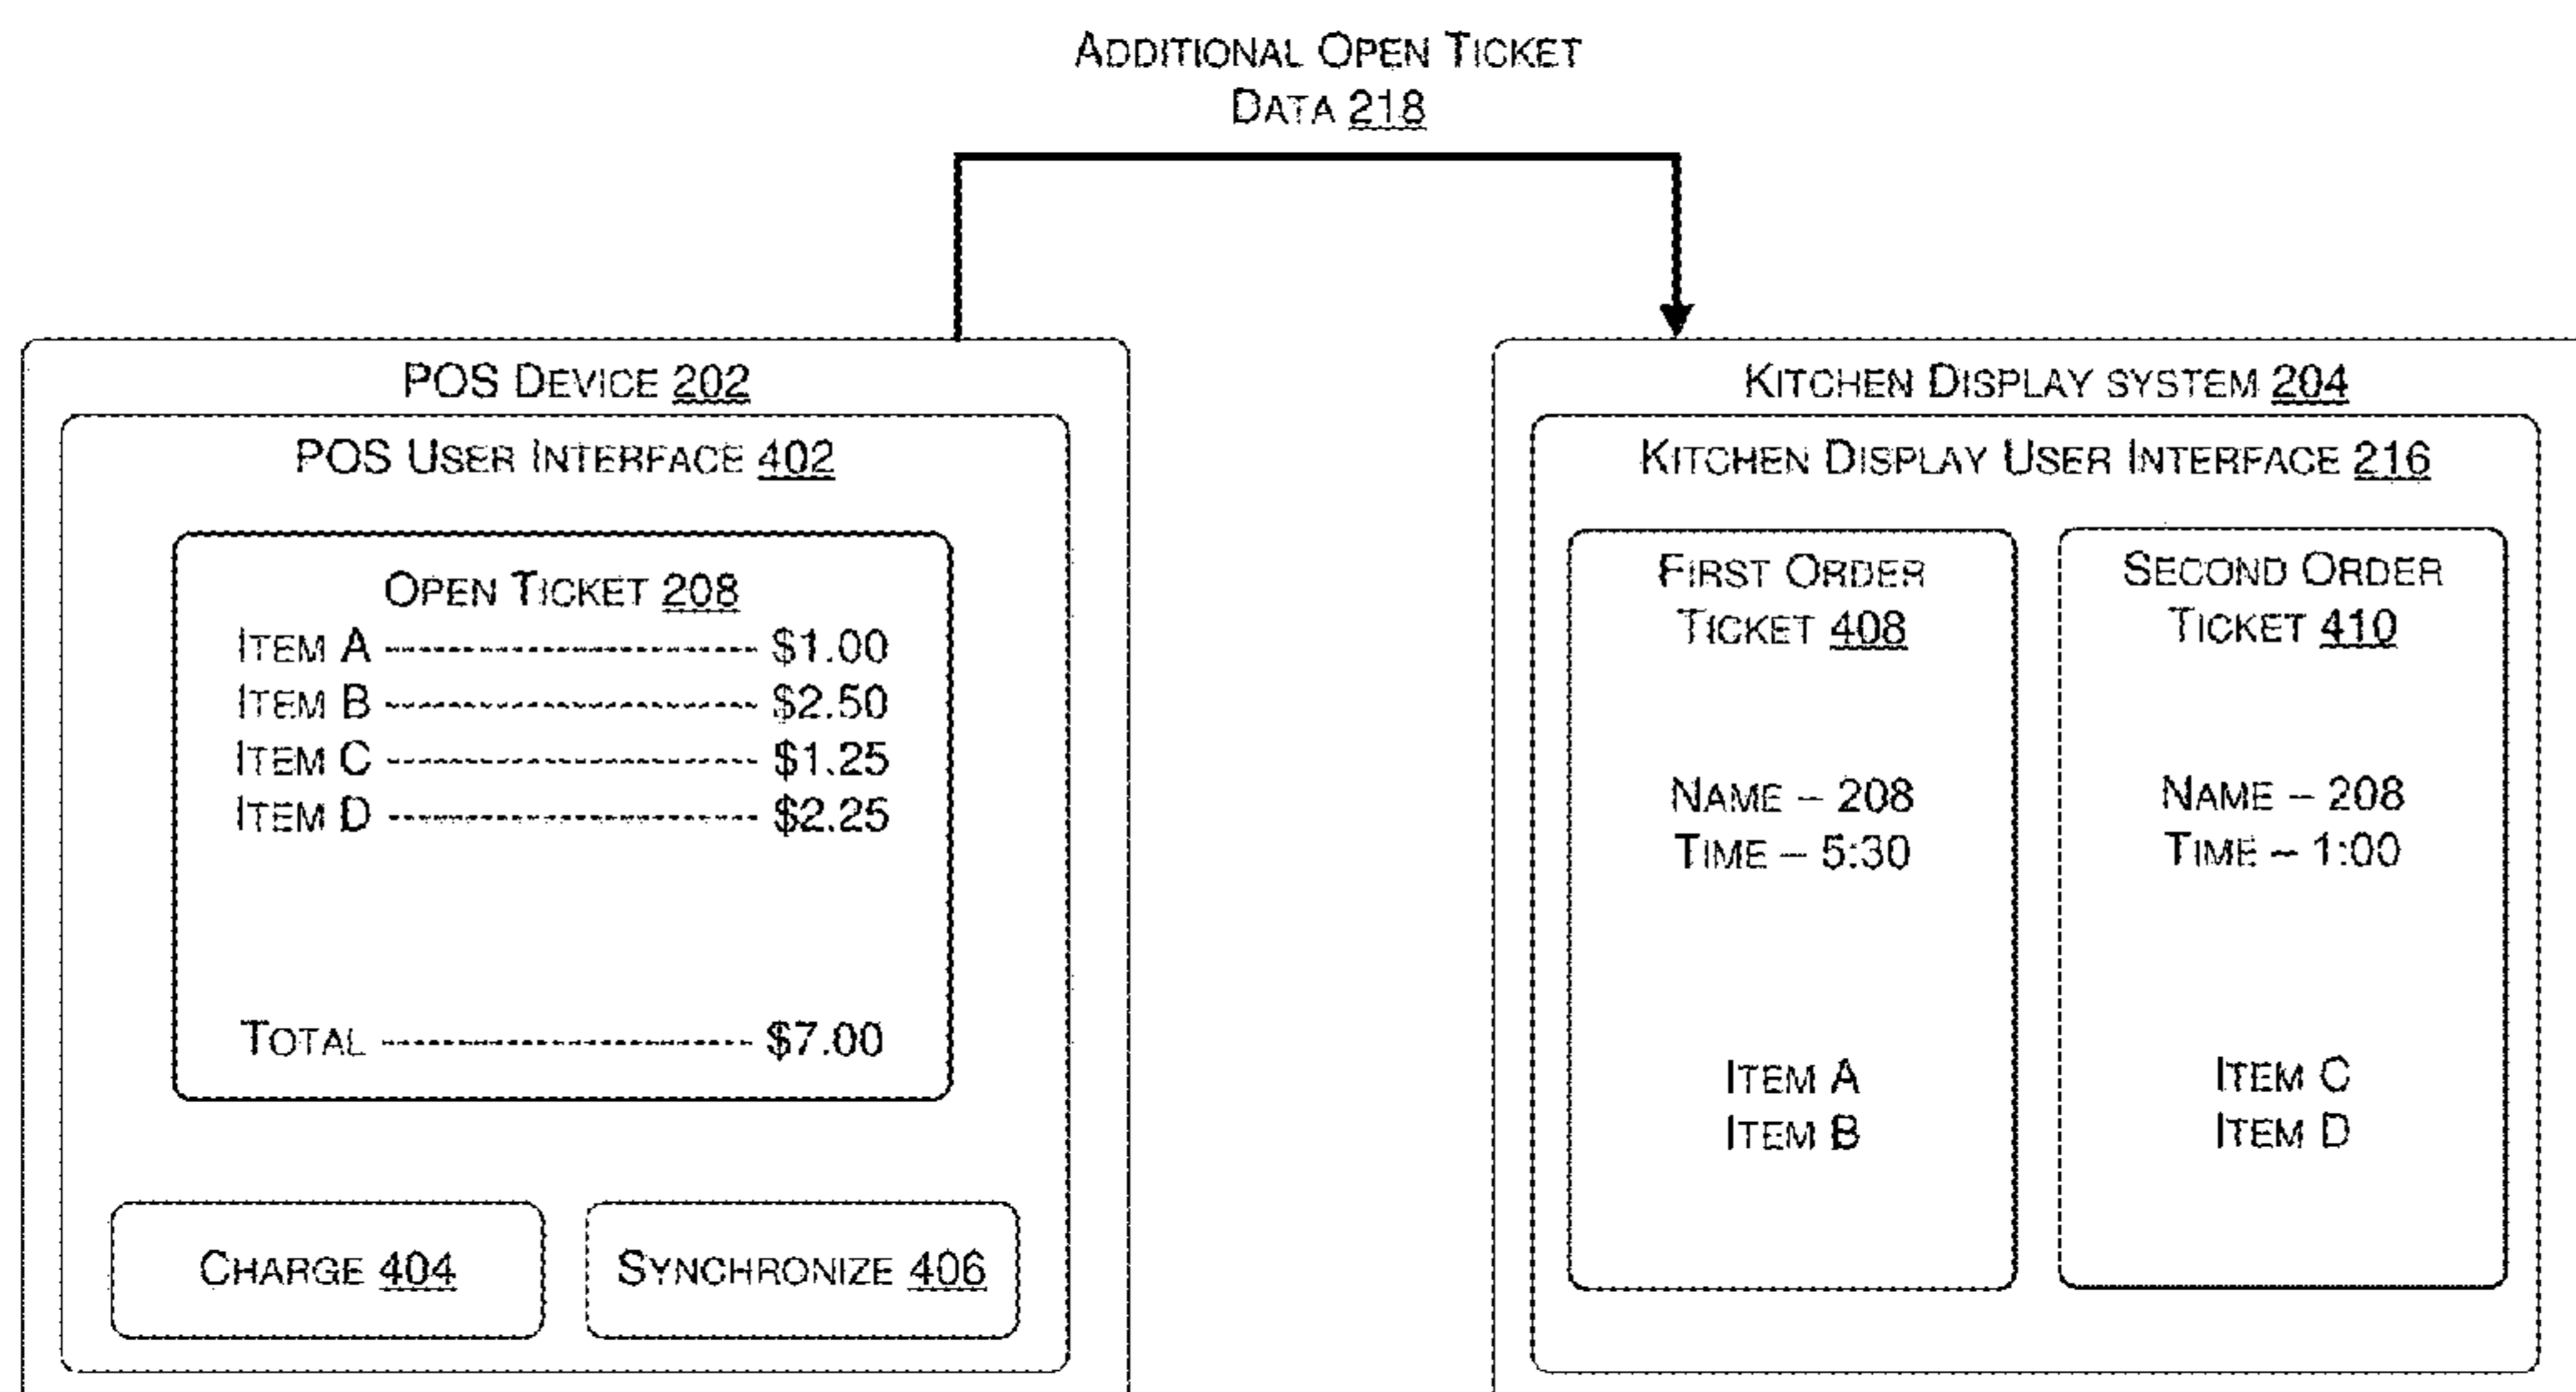 ADDITIONAL OPEN TICKET
DATA 218
POS DEVICE 202
POS USER INTERFACE 402
OPEN TICKET 208
ITEM A ---------------------- $1.00
ITEM B ---------------------- $2.50
ITEM C ---------------------- $1.25
ITEM D ---------------------- $2.25
TOTAL ---------------------- $7.00
CHARGE 404
SYNCHRONIZE 406
KITCHEN DISPLAY SYSTEM 204
KITCHEN DISPLAY USER INTERFACE 216
FIRST ORDER
TICKET 408
NAME – 208
TIME – 5:30
ITEM A
ITEM B
SECOND ORDER
TICKET 410
NAME – 208
TIME – 1:00
ITEM C
ITEM D